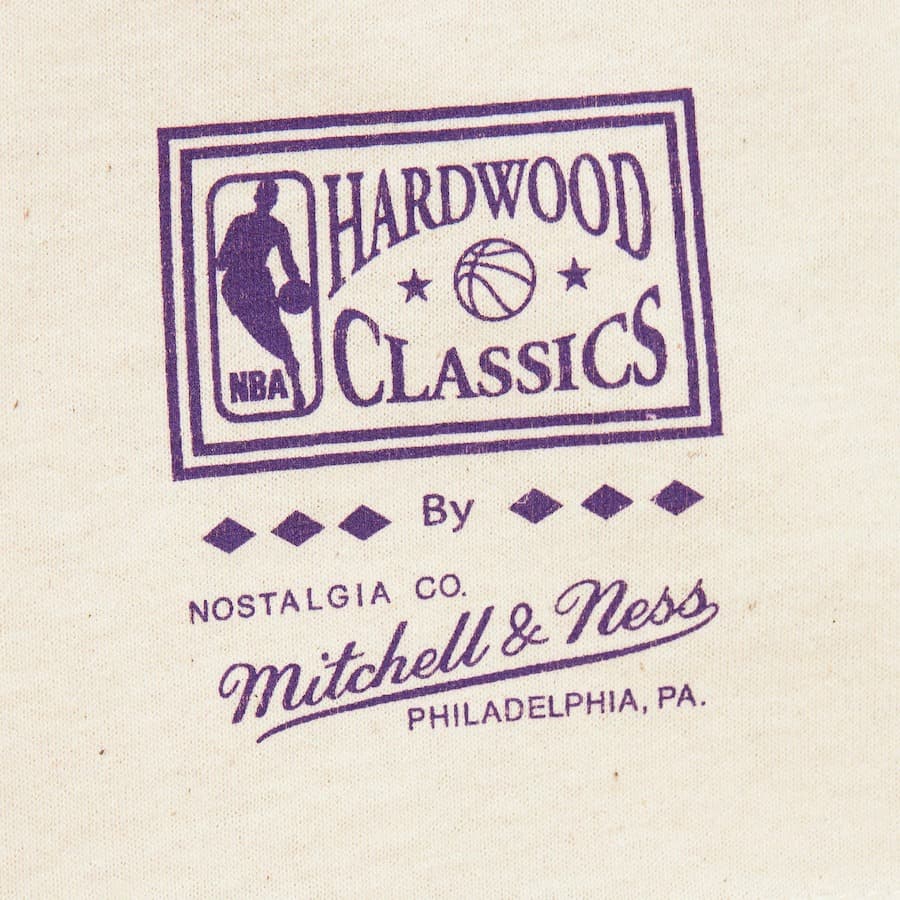 HARDWOOD
CLASSICS
NBA
By
NOSTALGIA CO.
Mitchell & Ness
PHILADELPHIA, PA.